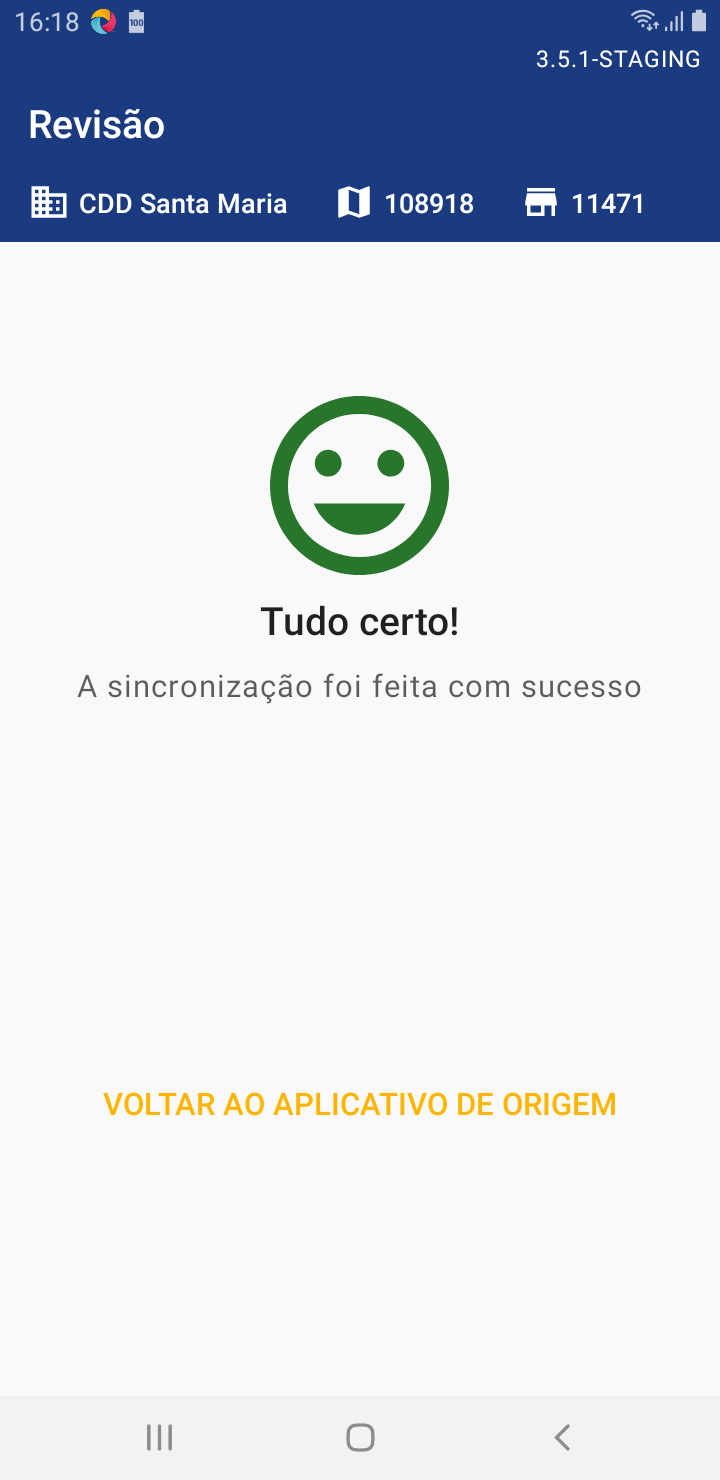 16:18
100
3.5.1-STAGING
Revisão
CDD Santa Maria 108918 11471
Tudo certo!
A sincronização foi feita com sucesso
VOLTAR AO APLICATIVO DE ORIGEM